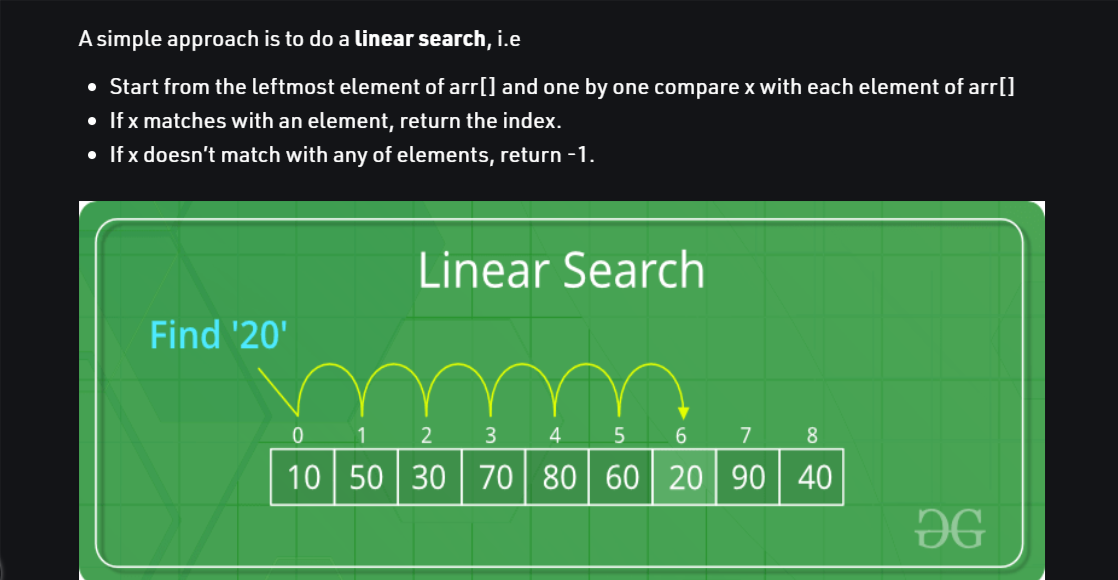 A simple approach is to do a linear search, i.e
Start from the leftmost element of arr[] and one by one compare x with each element of arr[]
If x matches with an element, return the index.
If x doesn’t match with any of elements, return -1.
Linear Search
Find '20'
0 1 2 3 4 5 6 7 8
10 50 30 70 80 60 20 90 40